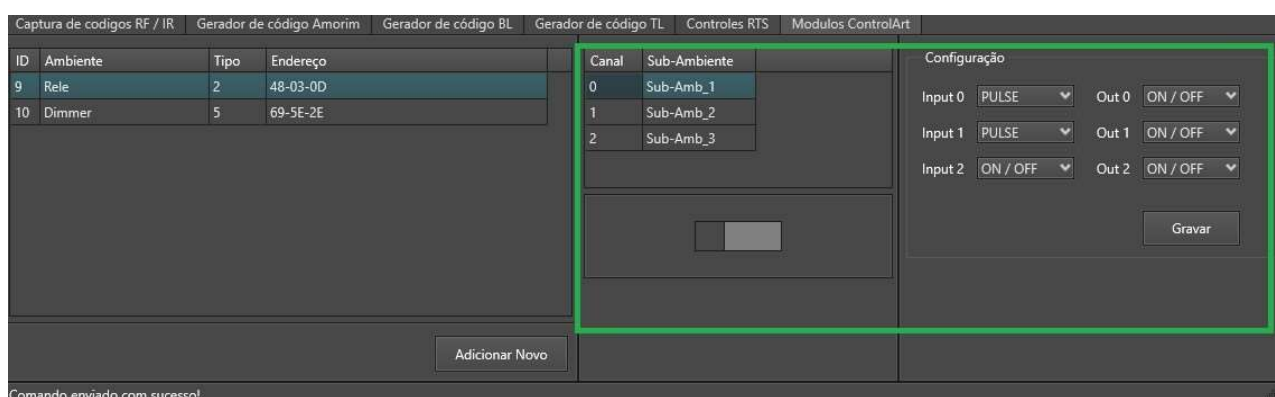 Captura de codigos RF / IR Gerador de código Amorim Gerador de código BL Gerador de código TL Controles RTS Modulos ControlArt
ID Ambiente Tipo Endereço
9 Rele 2 48-03-0D
10 Dimmer 5 69-5E-2E
Adicionar Novo
Canal Sub-Ambiente
0 Sub-Amb_1
1 Sub-Amb_2
2 Sub-Amb_3
Configuração
Input 0 PULSE Out 0 ON / OFF
Input 1 PULSE Out 1 ON / OFF
Input 2 ON / OFF Out 2 ON / OFF
Gravar
Comando enviado com sucesso!